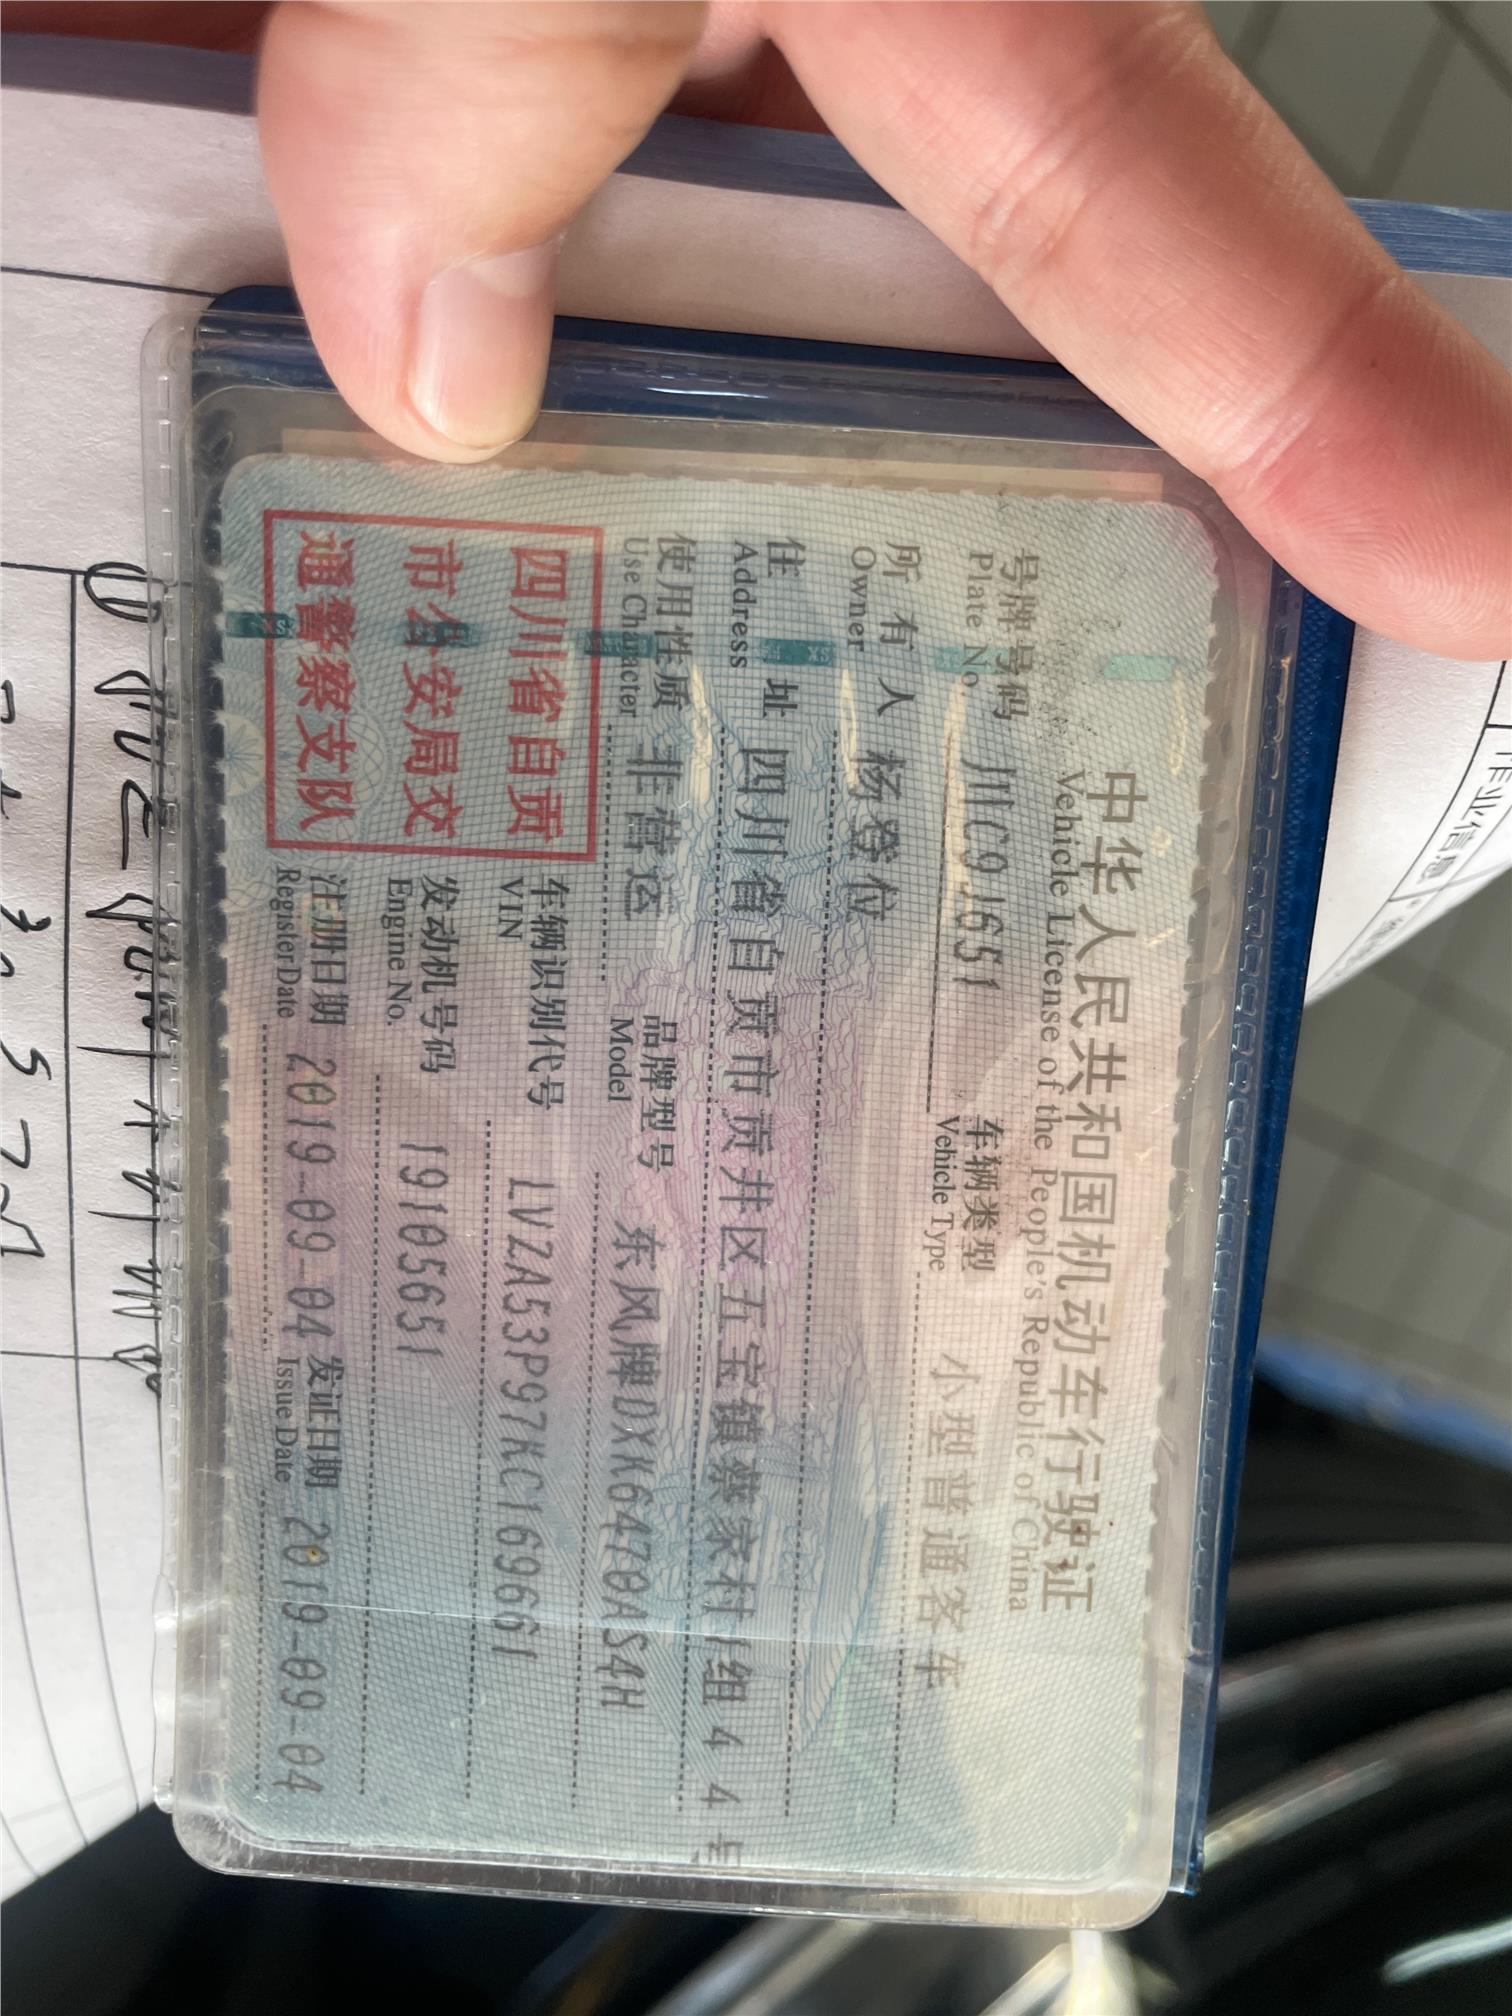 中华人民共和国机动车行驶证
Vehicle License of the People's Republic of China
号牌号码 川C9J651 车辆类型 小型普通客车
Plate No. Vehicle Type
所有人 杨登位
Owner
住址 四川省自贡市贡井区五宝镇蔡家村1组44号
Address
使用性质 非营运 品牌型号 东风牌DXK6470AS4H
Use Character Model
四川省自贡
市公安局交
通警察支队
车辆识别代号 LVZA53P97KC169661
VIN
发动机号码 19105651
Engine No.
注册日期 2019-09-04 发证日期 2019-09-04
Register Date Issue Date
作业信息